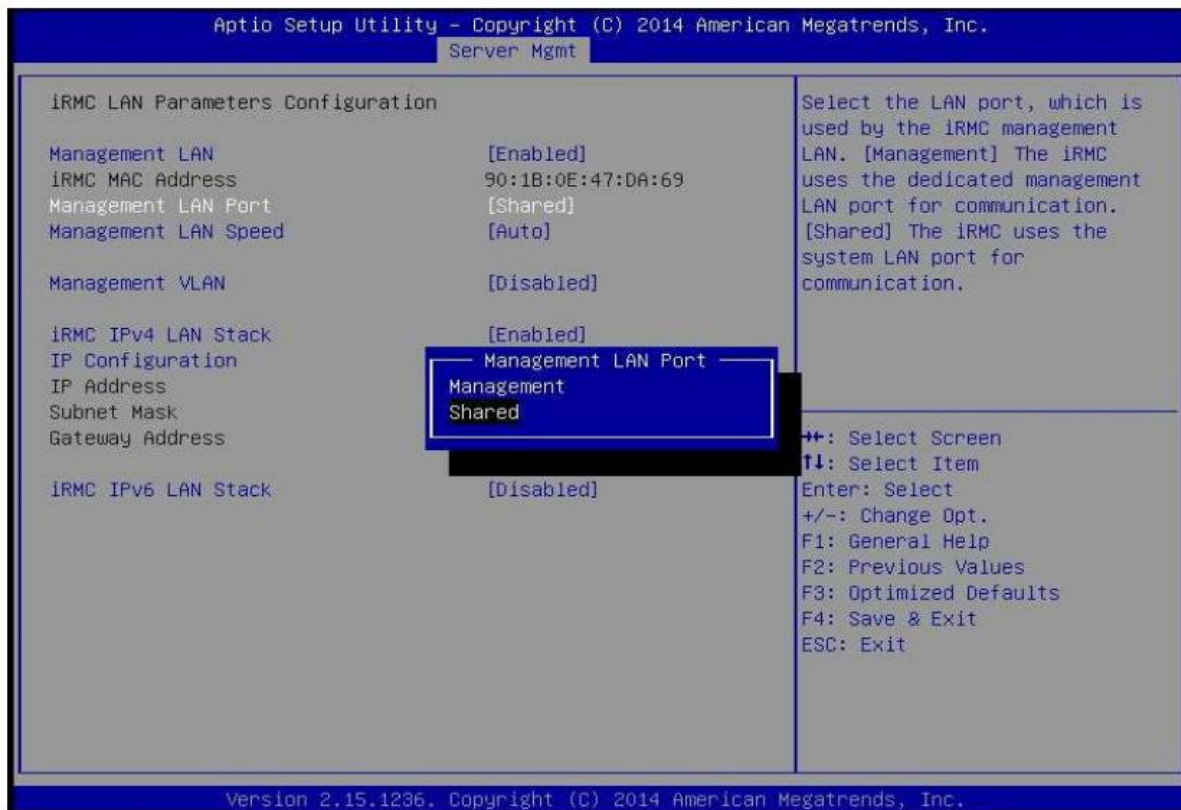 Aptio Setup Utility – Copyright (C) 2014 American Megatrends, Inc.
Server Mgmt
iRMC LAN Parameters Configuration
Management LAN [Enabled]
iRMC MAC Address 90:1B:0E:47:DA:69
Management LAN Port [Shared]
Management LAN Speed [Auto]
Management VLAN [Disabled]
iRMC IPv4 LAN Stack [Enabled]
IP Configuration
IP Address
Subnet Mask
Gateway Address
iRMC IPv6 LAN Stack [Disabled]
Management LAN Port
Management
Shared
Select the LAN port, which is
used by the iRMC management
LAN. [Management] The iRMC
uses the dedicated management
LAN port for communication.
[Shared] The iRMC uses the
system LAN port for
communication.
→←: Select Screen
↑↓: Select Item
Enter: Select
+/-: Change Opt.
F1: General Help
F2: Previous Values
F3: Optimized Defaults
F4: Save & Exit
ESC: Exit
Version 2.15.1236. Copyright (C) 2014 American Megatrends, Inc.